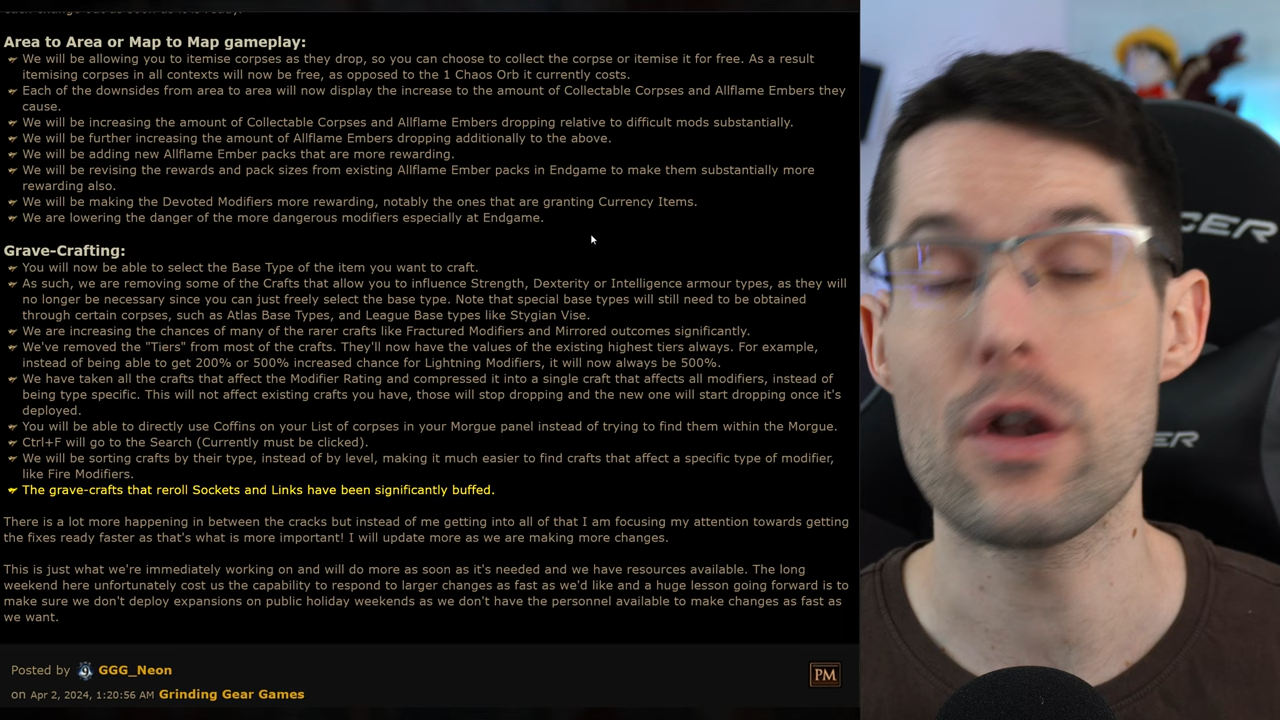 Area to Area or Map to Map gameplay:
We will be allowing you to itemise corpses as they drop, so you can choose to collect the corpse or itemise it for free. As a result
itemising corpses in all contexts will now be free, as opposed to the 1 Chaos Orb it currently costs.
Each of the downsides from area to area will now display the increase to the amount of Collectable Corpses and Allflame Embers they
cause.
We will be increasing the amount of Collectable Corpses and Allflame Embers dropping relative to difficult mods substantially.
We will be further increasing the amount of Allflame Embers dropping additionally to the above.
We will be adding new Allflame Ember packs that are more rewarding.
We will be revising the rewards and pack sizes from existing Allflame Ember packs in Endgame to make them substantially more
rewarding also.
We will be making the Devoted Modifiers more rewarding, notably the ones that are granting Currency Items.
We are lowering the danger of the more dangerous modifiers especially at Endgame.
Grave-Crafting:
You will now be able to select the Base Type of the item you want to craft.
As such, we are removing some of the Crafts that allow you to influence Strength, Dexterity or Intelligence armour types, as they will
no longer be necessary since you can just freely select the base type. Note that special base types will still need to be obtained
through certain corpses, such as Atlas Base Types, and League Base types like Stygian Vise.
We are increasing the chances of many of the rarer crafts like Fractured Modifiers and Mirrored outcomes significantly.
We've removed the "Tiers" from most of the crafts. They'll now have the values of the existing highest tiers always. For example,
instead of being able to get 200% or 500% increased chance for Lightning Modifiers, it will now always be 500%.
We have taken all the crafts that affect the Modifier Rating and compressed it into a single craft that affects all modifiers, instead of
being type specific. This will not affect existing crafts you have, those will stop dropping and the new one will start dropping once it's
deployed.
You will be able to directly use Coffins on your List of corpses in your Morgue panel instead of trying to find them within the Morgue.
Ctrl+F will go to the Search (Currently must be clicked).
We will be sorting crafts by their type, instead of by level, making it much easier to find crafts that affect a specific type of modifier,
like Fire Modifiers.
The grave-crafts that reroll Sockets and Links have been significantly buffed.
There is a lot more happening in between the cracks but instead of me getting into all of that I am focusing my attention towards getting
the fixes ready faster as that's what is more important! I will update more as we are making more changes.
This is just what we're immediately working on and will do more as soon as it's needed and we have resources available. The long
weekend here unfortunately cost us the capability to respond to larger changes as fast as we'd like and a huge lesson going forward is to
make sure we don't deploy expansions on public holiday weekends as we don't have the personnel available to make changes as fast as
we want.
Posted by GGG_Neon
on Apr 2, 2024, 1:20:56 AM Grinding Gear Games
PM